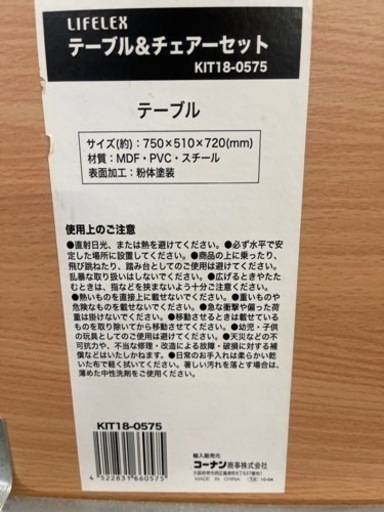 LIFELEX
テーブル&チェアーセット
KIT18-0575
テーブル
サイズ(約):750×510×720(mm)
材質:MDF・PVC・スチール
表面加工:粉体塗装
使用上のご注意
●直射日光、または熱を避けてください。●必ず水平で安
定した場所に設置してください。●商品の上に乗ったり、
飛び跳ねたり、踏み台としてのご使用は避けてください。
乱暴な取り扱いはしないでください。●広げるときやたた
むときは、指などを挟まないよう十分ご注意ください。
●熱いものを直接上に載せないでください。●重いものや
危険なものを載せないでください。●急な衝撃や偏った荷
重は掛けないでください。●移動させるときは載せている
ものを取り除いてから移動させてください。●幼児・子供
の玩具としてのご使用は避けてください。●天災などの不
可抗力や、不当な修理・改造による故障・破損に対する補
償などはいたしかねます。●日常のお手入れは柔らかい乾
いた布で軽く拭いてください。著しい汚れを落とす場合は、
薄めた中性洗剤をご使用ください。
KIT18-0575
4 522831 660575
輸入販売元
コーナン商事株式会社
MADE IN CHINA